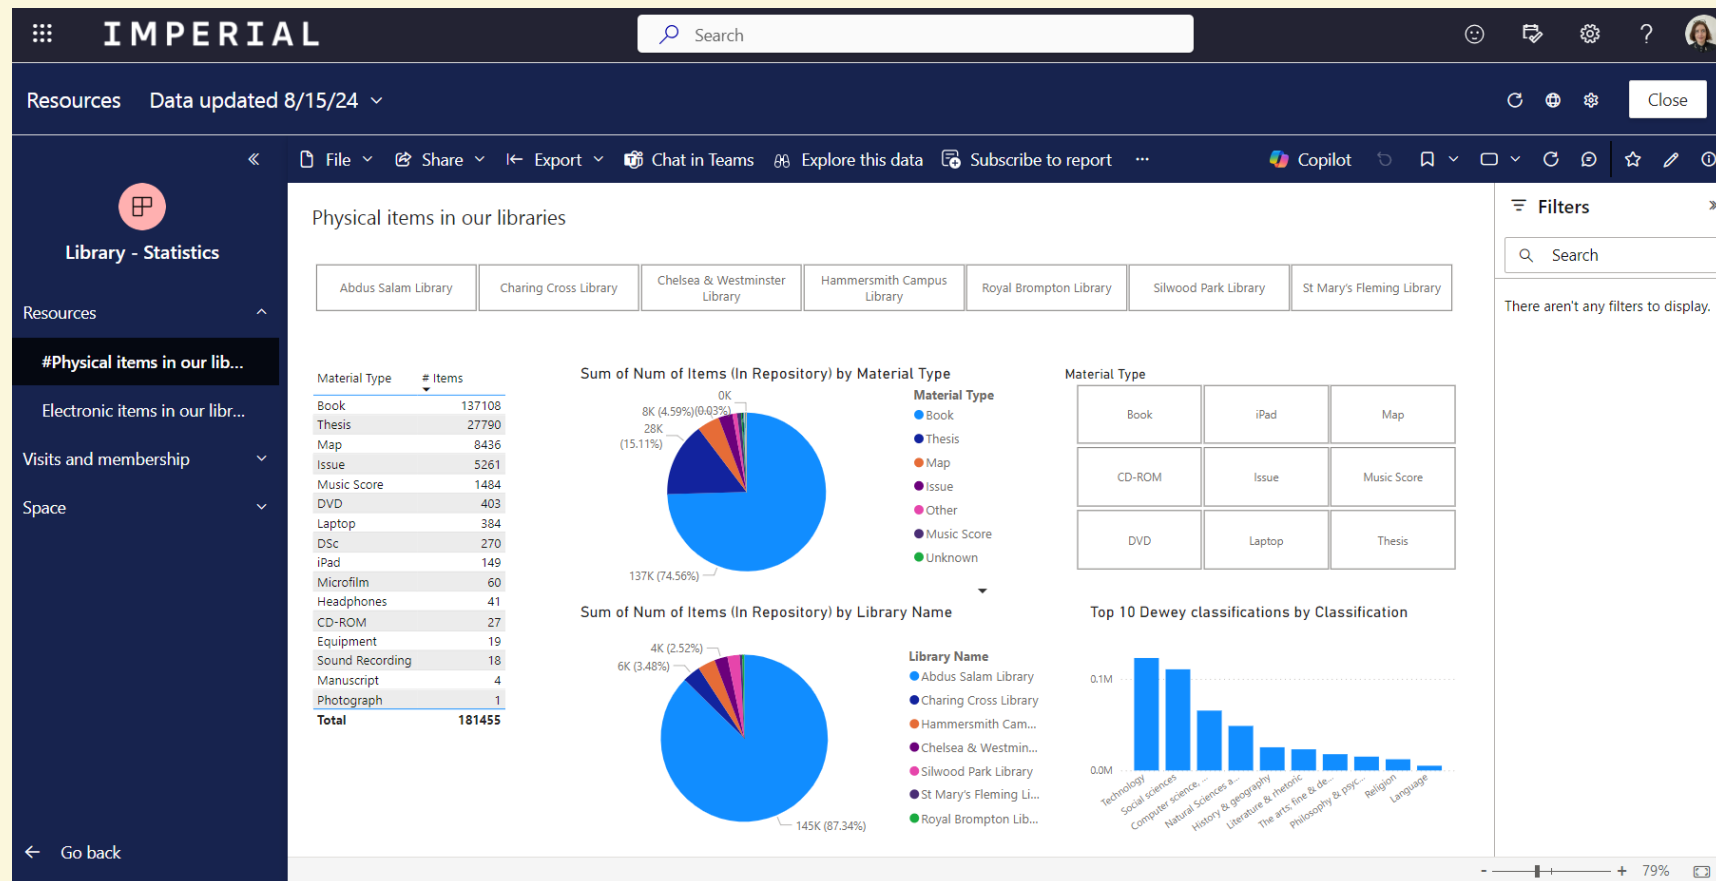 IMPERIAL
Search
Resources Data updated 8/15/24
Close
File Share Export Chat in Teams Explore this data Subscribe to report ... Copilot
Library - Statistics
Resources
#Physical items in our lib...
Electronic items in our libr...
Visits and membership
Space
Go back
Physical items in our libraries
Abdus Salam Library
Charing Cross Library
Chelsea & Westminster
Library
Hammersmith Campus
Library
Royal Brompton Library
Silwood Park Library
St Mary's Fleming Library
Material Type # Items
Book 137108
Thesis 27790
Map 8436
Issue 5261
Music Score 1484
DVD 403
Laptop 384
DSc 270
iPad 149
Microfilm 60
Headphones 41
CD-ROM 27
Equipment 19
Sound Recording 18
Manuscript 4
Photograph 1
Total 181455
Sum of Num of Items (In Repository) by Material Type
0K
(0.03%)
8K (4.59%)
28K
(15.11%)
137K (74.56%)
Material Type
Book
Thesis
Map
Issue
Other
Music Score
Unknown
Material Type
Book
iPad
Map
CD-ROM
Issue
Music Score
DVD
Laptop
Thesis
Sum of Num of Items (In Repository) by Library Name
4K (2.52%)
6K (3.48%)
145K (87.34%)
Library Name
Abdus Salam Library
Charing Cross Library
Hammersmith Cam...
Chelsea & Westmin...
Silwood Park Library
St Mary's Fleming Li...
Royal Brompton Lib...
Top 10 Dewey classifications by Classification
0.1M
0.0M
Technology
Social sciences
Computer science, ...
Natural Sciences a...
History & geography
Literature & rhetoric
The arts: fine & de...
Philosophy & psyc...
Religion
Language
Filters
Search
There aren't any filters to display.
- + 79%